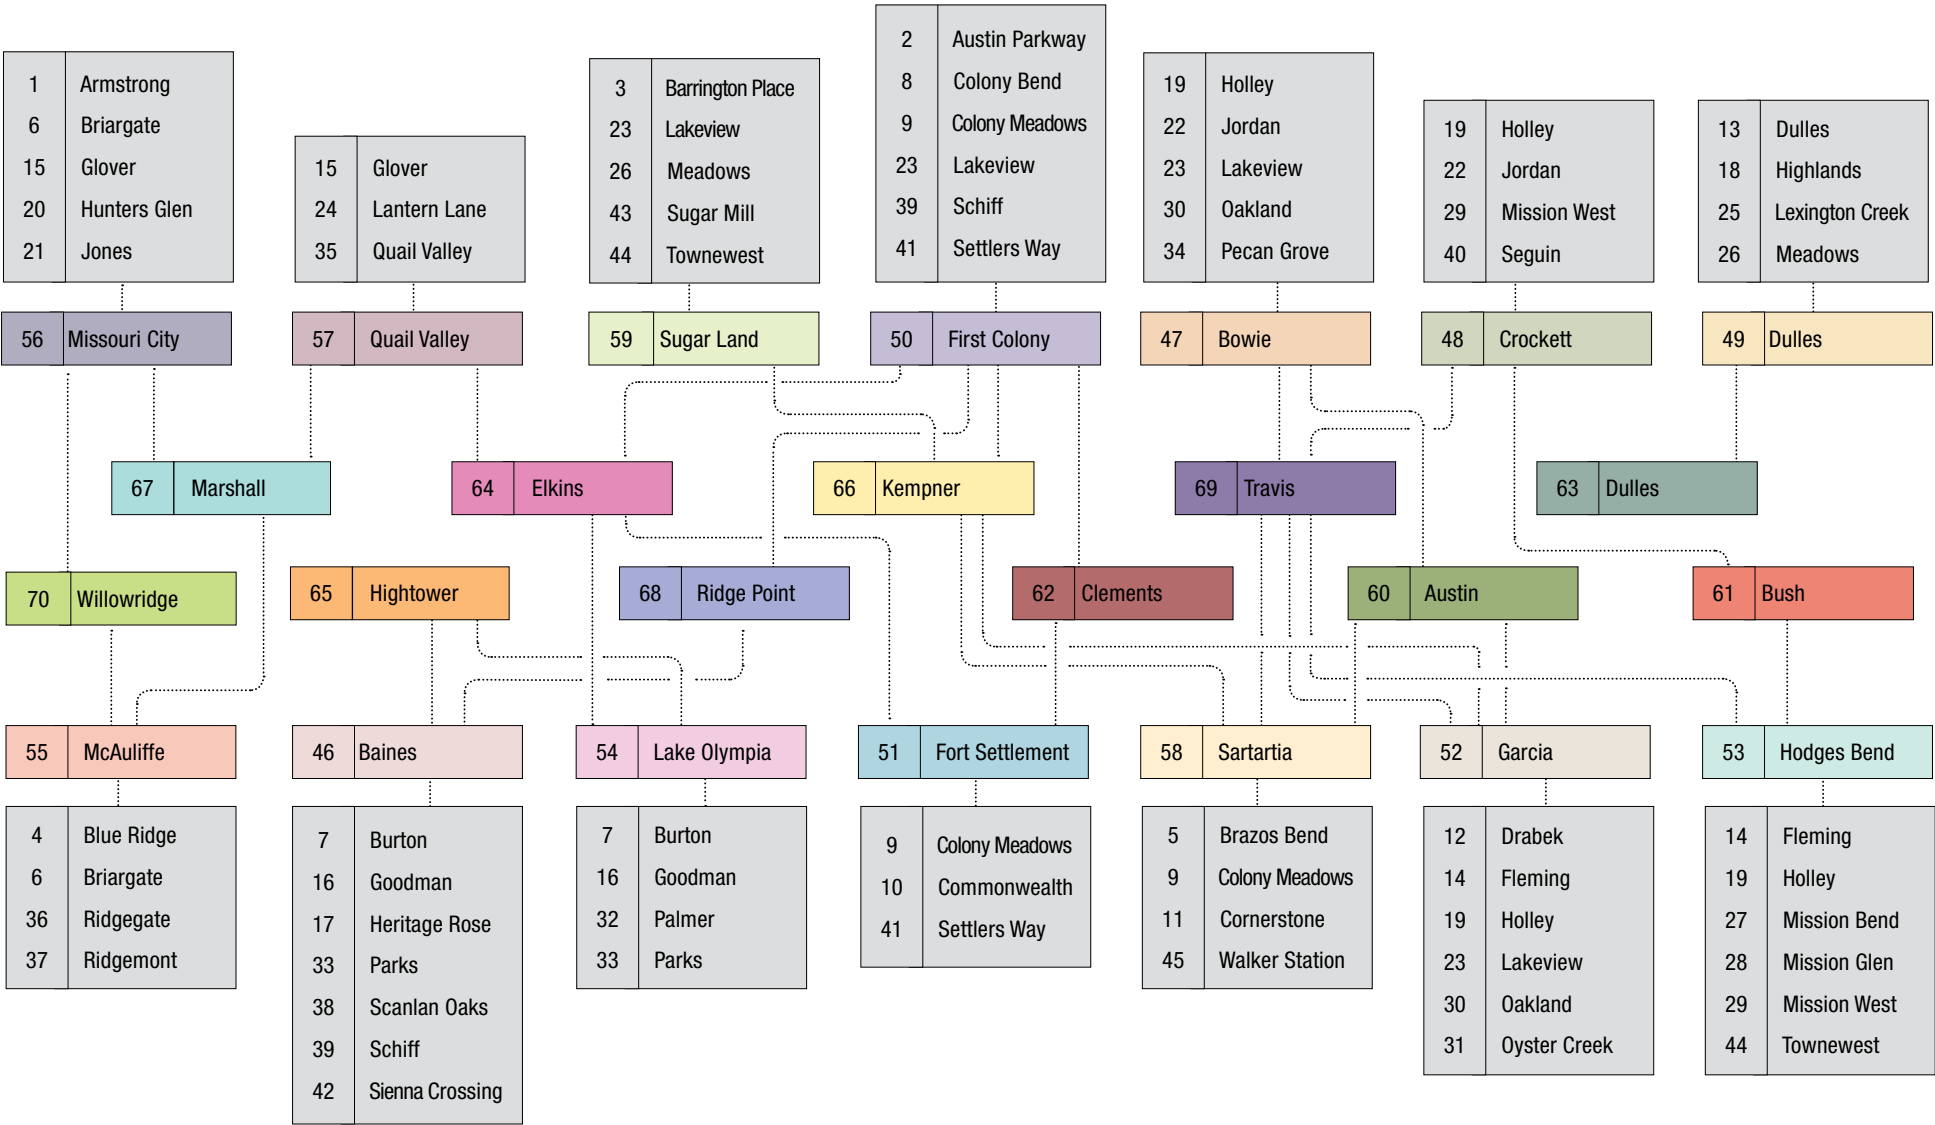 1 Armstrong
6 Briargate
15 Glover
20 Hunters Glen
21 Jones
15 Glover
24 Lantern Lane
35 Quail Valley
3 Barrington Place
23 Lakeview
26 Meadows
43 Sugar Mill
44 Townewest
2 Austin Parkway
8 Colony Bend
9 Colony Meadows
23 Lakeview
39 Schiff
41 Settlers Way
19 Holley
22 Jordan
23 Lakeview
30 Oakland
34 Pecan Grove
19 Holley
22 Jordan
29 Mission West
40 Seguin
13 Dulles
18 Highlands
25 Lexington Creek
26 Meadows
56 Missouri City
57 Quail Valley
59 Sugar Land
50 First Colony
47 Bowie
48 Crockett
49 Dulles
67 Marshall
64 Elkins
66 Kempner
69 Travis
63 Dulles
70 Willowridge
65 Hightower
68 Ridge Point
62 Clements
60 Austin
61 Bush
55 McAuliffe
46 Baines
54 Lake Olympia
51 Fort Settlement
58 Sartartia
52 Garcia
53 Hodges Bend
4 Blue Ridge
6 Briargate
36 Ridgegate
37 Ridgemont
7 Burton
16 Goodman
17 Heritage Rose
33 Parks
38 Scanlan Oaks
39 Schiff
42 Sienna Crossing
7 Burton
16 Goodman
32 Palmer
33 Parks
9 Colony Meadows
10 Commonwealth
41 Settlers Way
5 Brazos Bend
9 Colony Meadows
11 Cornerstone
45 Walker Station
12 Drabek
14 Fleming
19 Holley
23 Lakeview
30 Oakland
31 Oyster Creek
14 Fleming
19 Holley
27 Mission Bend
28 Mission Glen
29 Mission West
44 Townewest